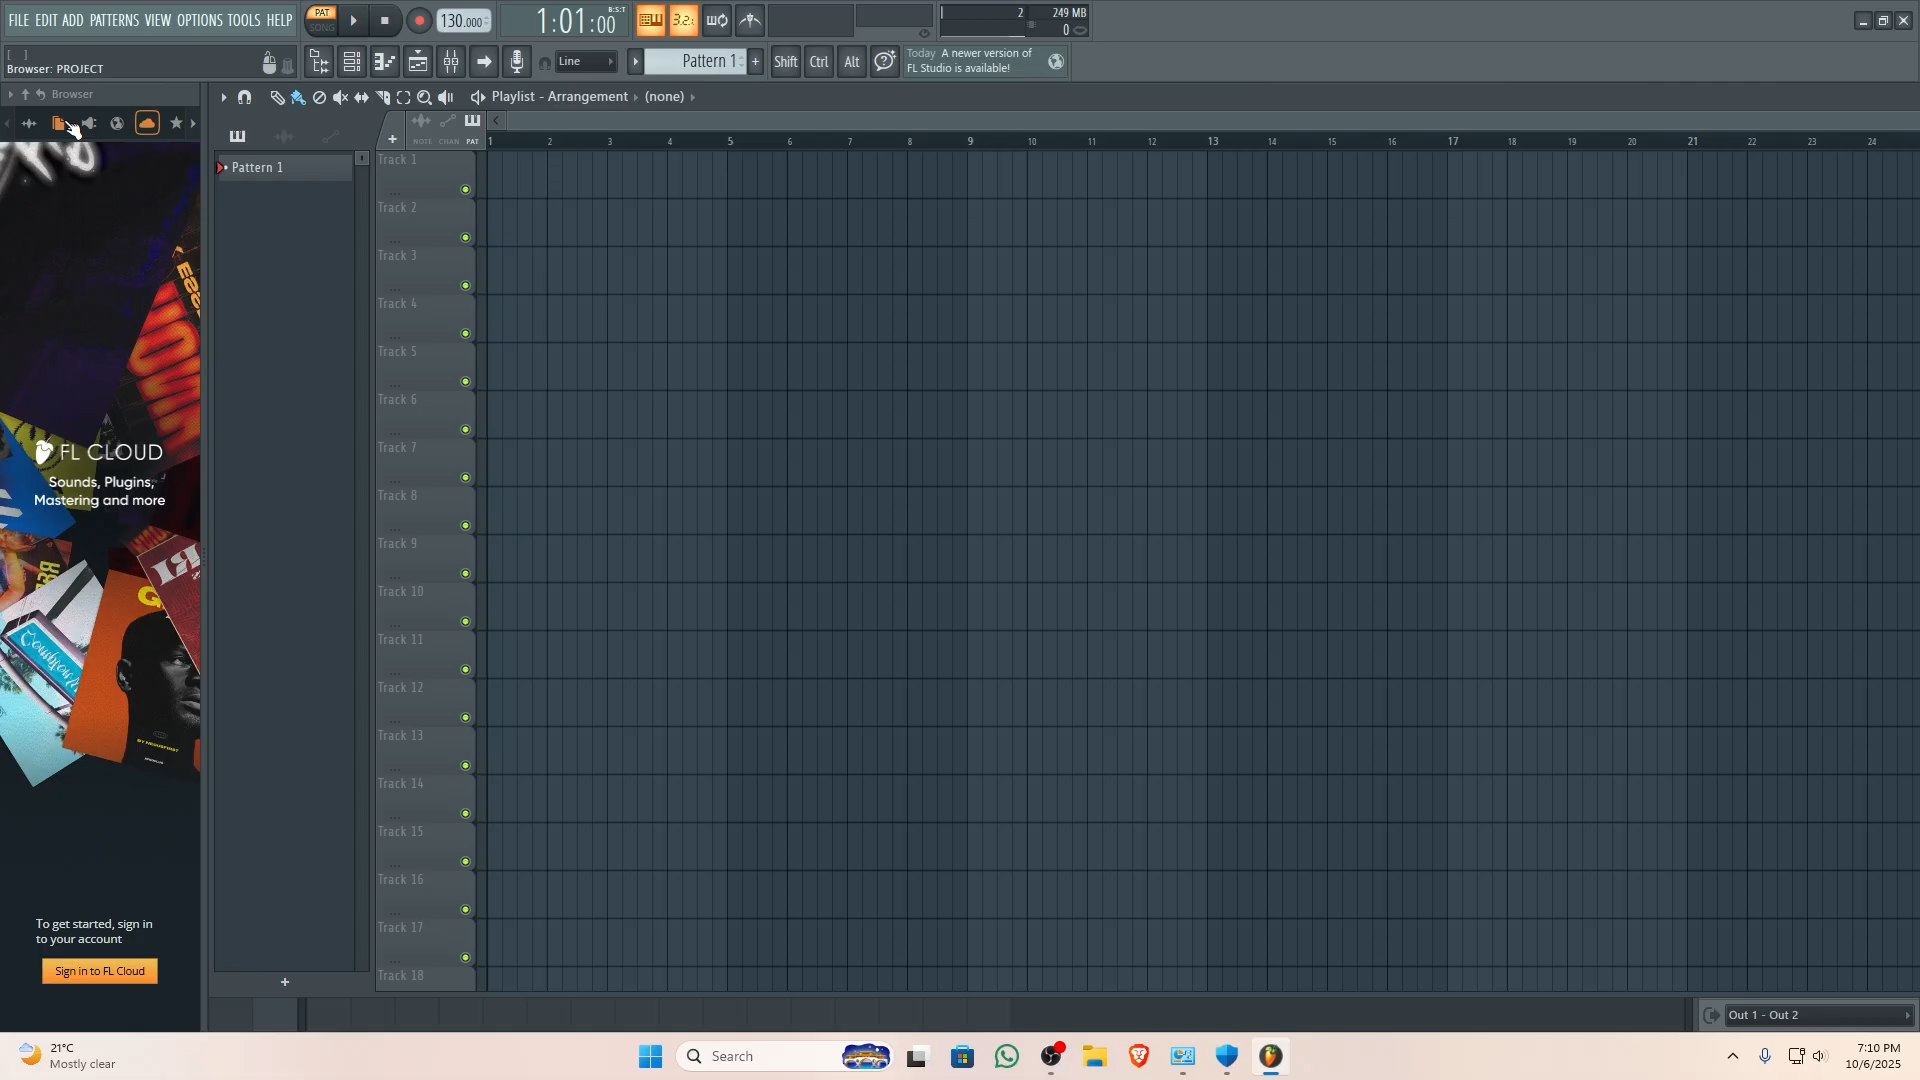 FILE EDIT ADD PATTERNS VIEW OPTIONS TOOLS HELP
PAT
SONG
130.000
1:01:00
B:S:T
3.2.
2
249 MB
0
[ ]
Browser: PROJECT
Line
Pattern 1
+
Shift
Ctrl
Alt
Today A newer version of
FL Studio is available!
Browser
Playlist - Arrangement
(none)
NOTE CHAN PAT
+
1 2 3 4 5 6 7 8 9 10 11 12 13 14 15 16 17 18 19 20 21 22 23 24
Pattern 1
Track 1
...
Track 2
...
Track 3
...
Track 4
...
Track 5
...
Track 6
...
Track 7
...
Track 8
...
Track 9
...
Track 10
...
Track 11
...
Track 12
...
Track 13
...
Track 14
...
Track 15
...
Track 16
...
Track 17
...
Track 18
FL CLOUD
Sounds, Plugins,
Mastering and more
To get started, sign in
to your account
Sign in to FL Cloud
+
Out 1 - Out 2
21°C
Mostly clear
Search
7:10 PM
10/6/2025